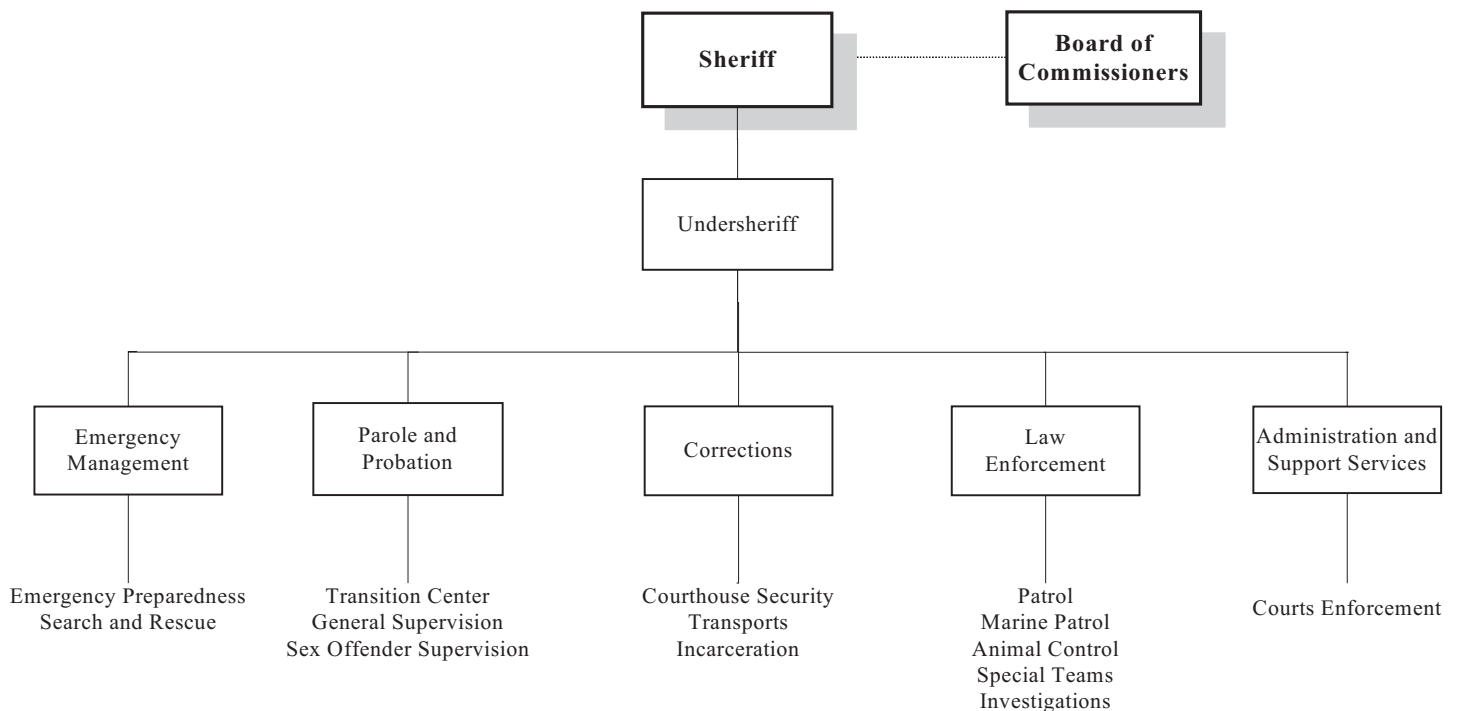 Sheriff
Board of
Commissioners
Undersheriff
Emergency
Management
Parole and
Probation
Corrections
Law
Enforcement
Administration and
Support Services
Emergency Preparedness
Search and Rescue
Transition Center
General Supervision
Sex Offender Supervision
Courthouse Security
Transports
Incarceration
Patrol
Marine Patrol
Animal Control
Special Teams
Investigations
Courts Enforcement